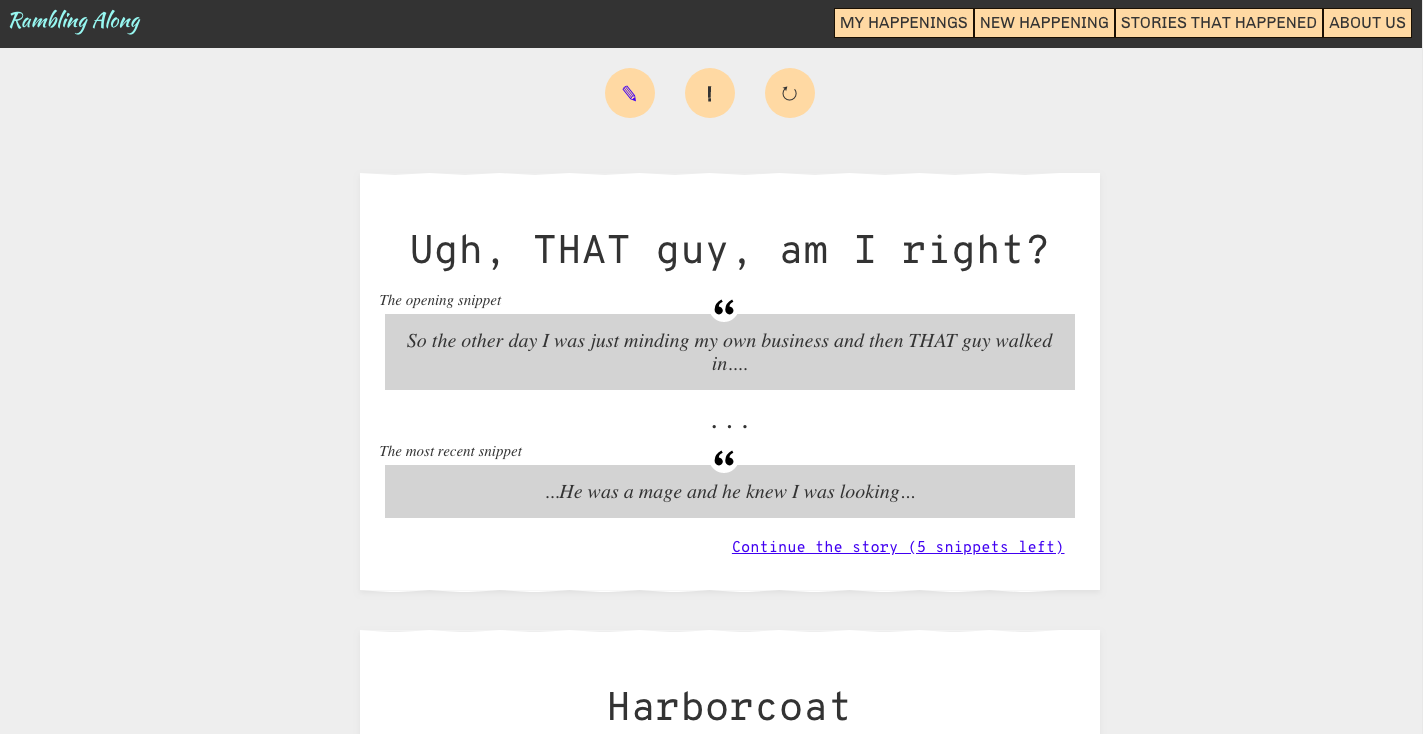 Rambling Along
MY HAPPENINGS NEW HAPPENING STORIES THAT HAPPENED ABOUT US
✎ ! ↻
Ugh, THAT guy, am I right?
The opening snippet
“
So the other day I was just minding my own business and then THAT guy walked
in....
...
The most recent snippet
“
...He was a mage and he knew I was looking...
Continue the story (5 snippets left)
Harborcoat